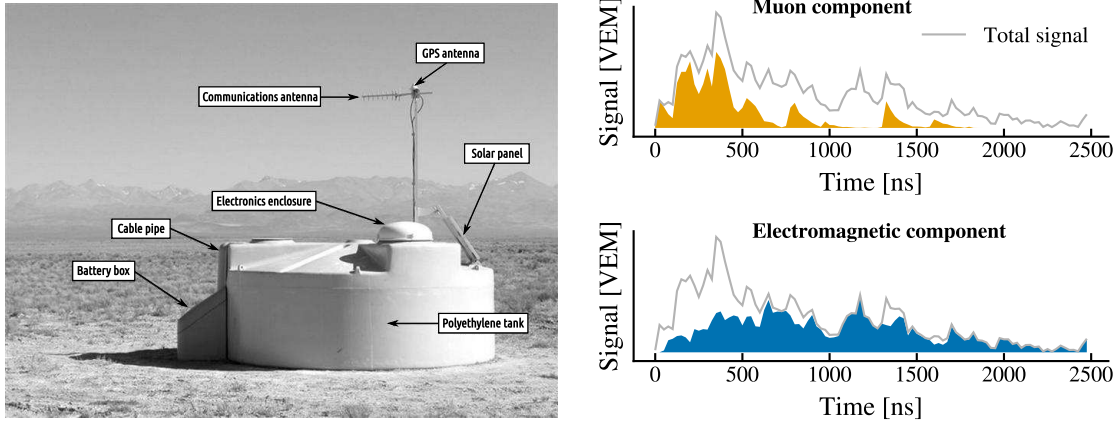 GPS antenna
Communications antenna
Solar panel
Electronics enclosure
Cable pipe
Battery box
Polyethylene tank
Muon component
Total signal
Signal [VEM]
0 500 1000 1500 2000 2500
Time [ns]
Electromagnetic component
Signal [VEM]
0 500 1000 1500 2000 2500
Time [ns]